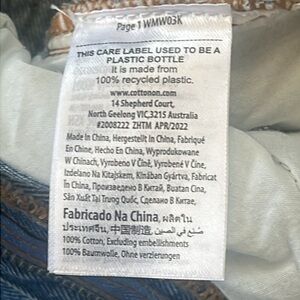 Page 1 WMW03K
THIS CARE LABEL USED TO BE A
PLASTIC BOTTLE
It is made from
100% recycled plastic.
www.cottonon.com
14 Shepherd Court,
North Geelong VIC,3215 Australia
#2008222 ZHTM APR/2022
Made In China, Hergestellt In China, Fabriqué
En Chine, Hecho En China, Wyprodukowane
W Chinach, Vyrobeno V Číně, Vyrobené V Číne,
Izdelano Na Kitajskem, Kínában Gyártva, Fabricat
În China, Произведено В Китай, Buatan Cina,
Sản Xuất Tại Trung Quốc, Сделано В Китае,
Fabricado Na China, ผลิตใน
ประเทศจีน, 中国制造, صنع في الصين
100% Cotton, Excluding embellishments
100% Baumwolle, Ohne verzierungen